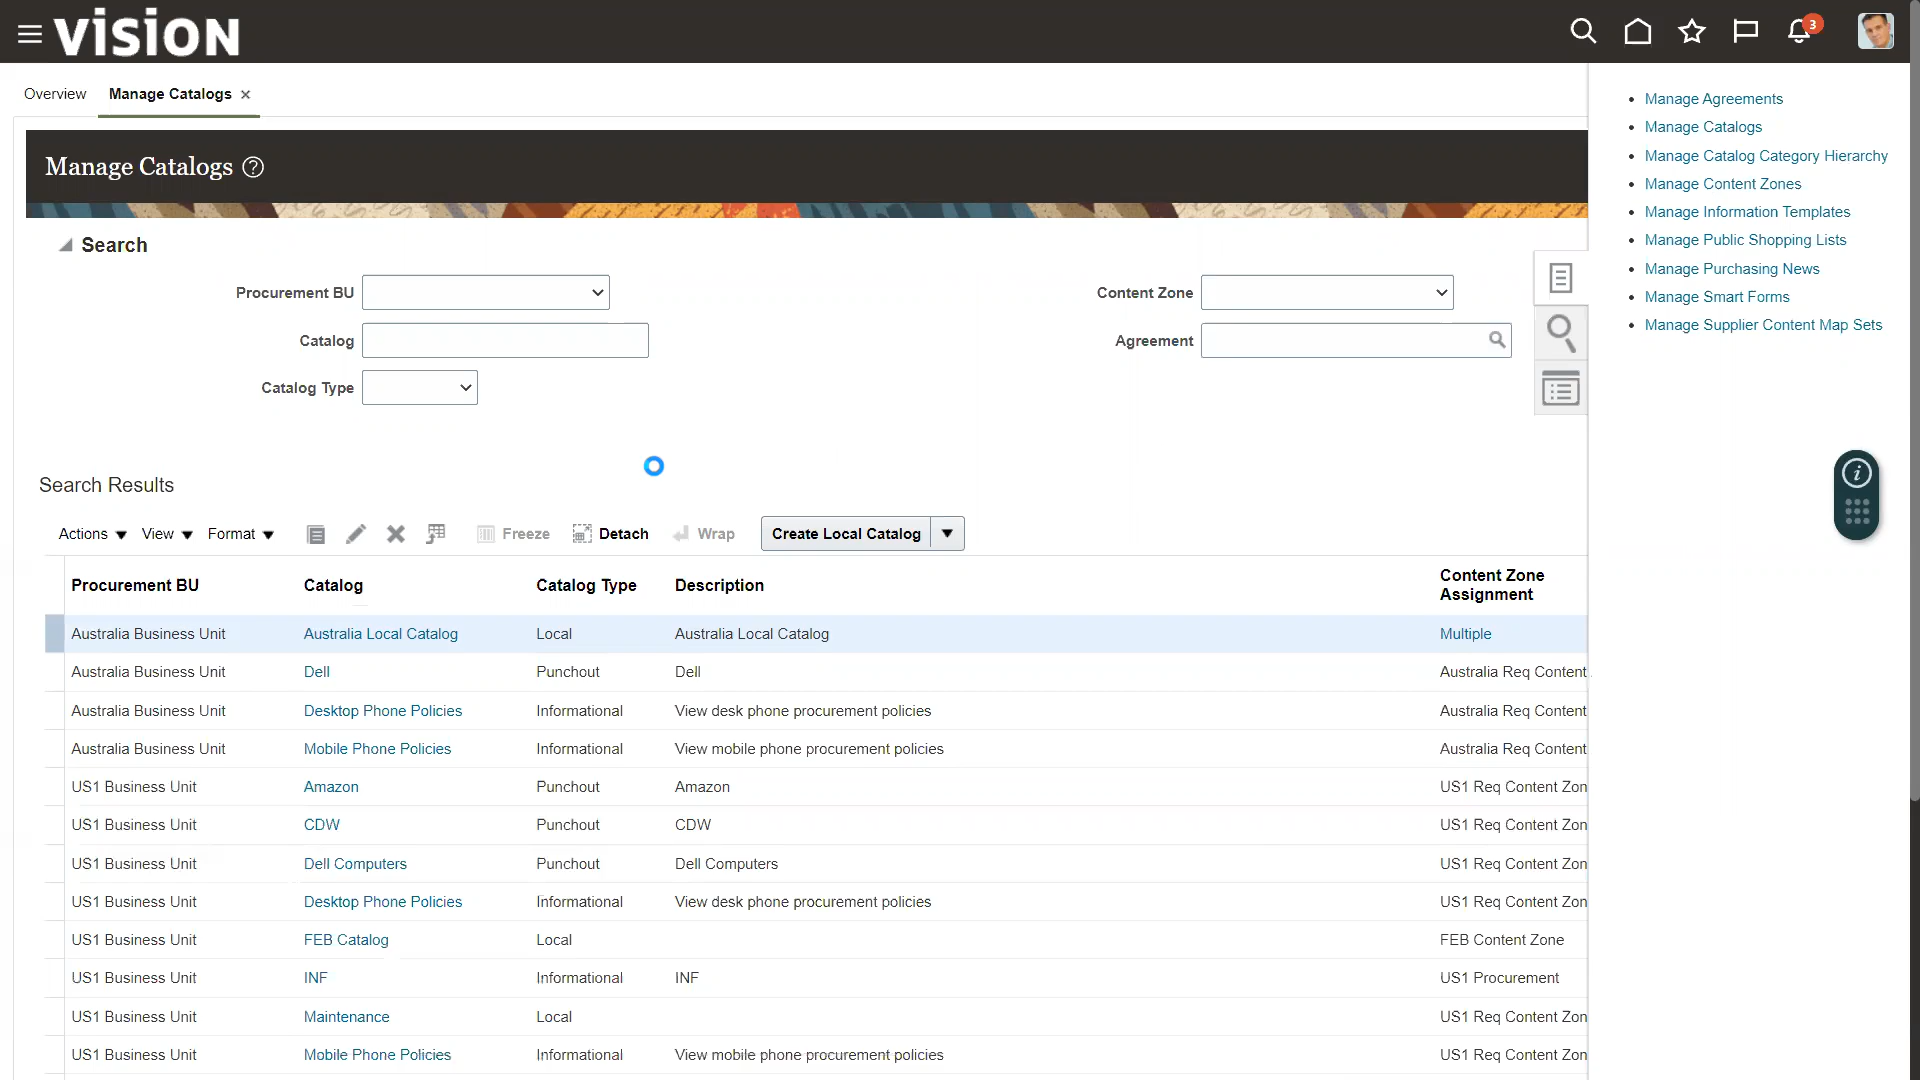 vision
3
Overview Manage Catalogs
Manage Catalogs
Search
Procurement BU
Content Zone
Catalog
Agreement
Catalog Type
Search Results
Actions View Format Freeze Detach Wrap Create Local Catalog
Procurement BU Catalog Catalog Type Description Content Zone Assignment
Australia Business Unit Australia Local Catalog Local Australia Local Catalog Multiple
Australia Business Unit Dell Punchout Dell Australia Req Content
Australia Business Unit Desktop Phone Policies Informational View desk phone procurement policies Australia Req Content
Australia Business Unit Mobile Phone Policies Informational View mobile phone procurement policies Australia Req Content
US1 Business Unit Amazon Punchout Amazon US1 Req Content Zon
US1 Business Unit CDW Punchout CDW US1 Req Content Zon
US1 Business Unit Dell Computers Punchout Dell Computers US1 Req Content Zon
US1 Business Unit Desktop Phone Policies Informational View desk phone procurement policies US1 Req Content Zon
US1 Business Unit FEB Catalog Local FEB Content Zone
US1 Business Unit INF Informational INF US1 Procurement
US1 Business Unit Maintenance Local US1 Req Content Zon
US1 Business Unit Mobile Phone Policies Informational View mobile phone procurement policies US1 Req Content Zon
Manage Agreements
Manage Catalogs
Manage Catalog Category Hierarchy
Manage Content Zones
Manage Information Templates
Manage Public Shopping Lists
Manage Purchasing News
Manage Smart Forms
Manage Supplier Content Map Sets